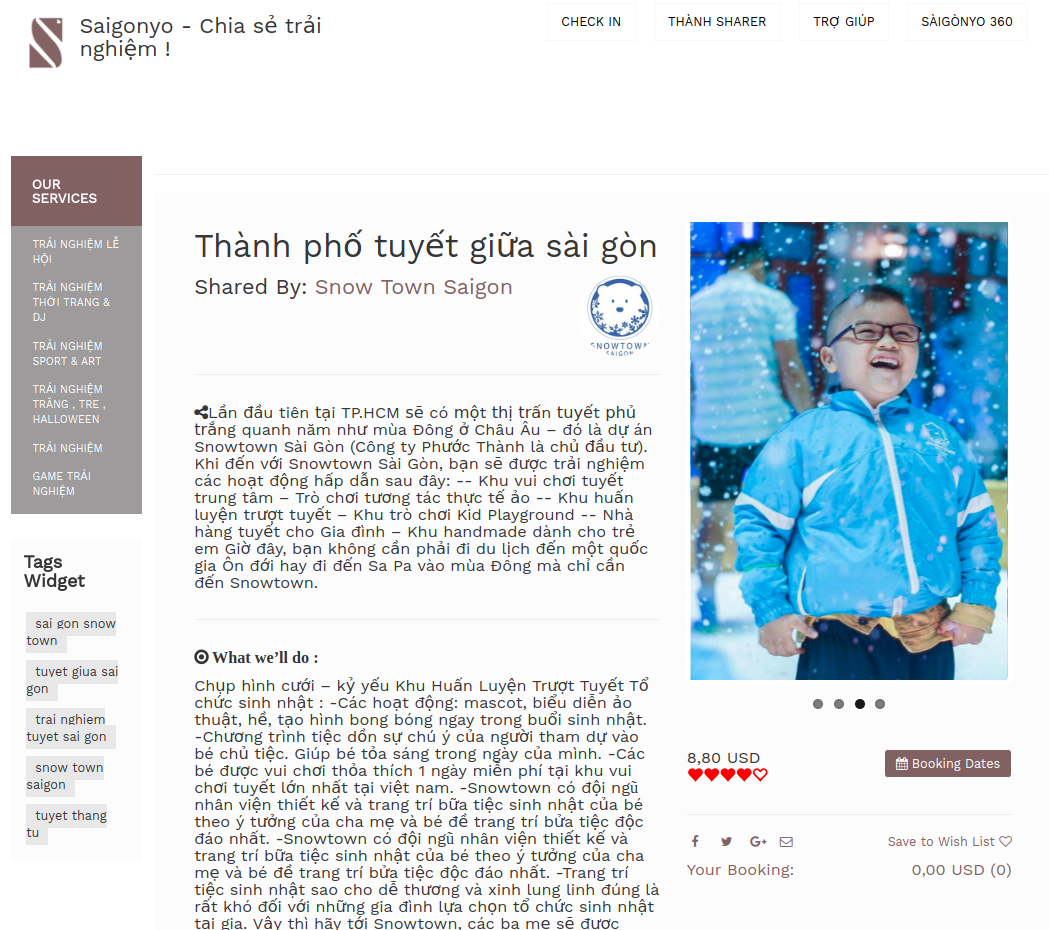 Saigonyo - Chia sẻ trải
nghiệm !
CHECK IN
THÀNH SHARER
TRỢ GIÚP
SÀIGÒNYO 360
OUR
SERVICES
TRẢI NGHIỆM LỄ
HỘI
TRẢI NGHIỆM
THỜI TRANG &
DJ
TRẢI NGHIỆM
SPORT & ART
TRẢI NGHIỆM
TRĂNG , TRE ,
HALLOWEEN
TRẢI NGHIỆM
GAME TRẢI
NGHIỆM
Tags
Widget
sai gon snow
town
tuyet giua sai
gon
trai nghiem
tuyet sai gon
snow town
saigon
tuyet thang
tu
Thành phố tuyết giữa sài gòn
Shared By: Snow Town Saigon
SNOWTOWN
SAIGON
Lần đầu tiên tại TP.HCM sẽ có một thị trấn tuyết phủ
trắng quanh năm như mùa Đông ở Châu Âu – đó là dự án
Snowtown Sài Gòn (Công ty Phước Thành là chủ đầu tư).
Khi đến với Snowtown Sài Gòn, bạn sẽ được trải nghiệm
các hoạt động hấp dẫn sau đây: -- Khu vui chơi tuyết
trung tâm – Trò chơi tương tác thực tế ảo -- Khu huấn
luyện trượt tuyết – Khu trò chơi Kid Playground -- Nhà
hàng tuyết cho Gia đình – Khu handmade dành cho trẻ
em Giờ đây, bạn không cần phải đi du lịch đến một quốc
gia Ôn đới hay đi đến Sa Pa vào mùa Đông mà chỉ cần
đến Snowtown.
What we'll do :
Chụp hình cưới – kỷ yếu Khu Huấn Luyện Trượt Tuyết Tổ
chức sinh nhật : -Các hoạt động: mascot, biểu diễn ảo
thuật, hề, tạo hình bong bóng ngay trong buổi sinh nhật.
-Chương trình tiệc dồn sự chú ý của người tham dự vào
bé chủ tiệc. Giúp bé tỏa sáng trong ngày của mình. -Các
bé được vui chơi thỏa thích 1 ngày miễn phí tại khu vui
chơi tuyết lớn nhất tại việt nam. -Snowtown có đội ngũ
nhân viên thiết kế và trang trí bữa tiệc sinh nhật của bé
theo ý tưởng của cha mẹ và bé đề trang trí bửa tiệc độc
đáo nhất. -Snowtown có đội ngũ nhân viên thiết kế và
trang trí bữa tiệc sinh nhật của bé theo ý tưởng của cha
mẹ và bé đề trang trí bửa tiệc độc đáo nhất. -Trang trí
tiệc sinh nhật sao cho dễ thương và xinh lung linh đúng là
rất khó đối với những gia đình lựa chọn tổ chức sinh nhật
tại gia. Vậy thì hãy tới Snowtown, các ba mẹ sẽ được
8,80 USD
Booking Dates
Save to Wish List
Your Booking:
0,00 USD (0)